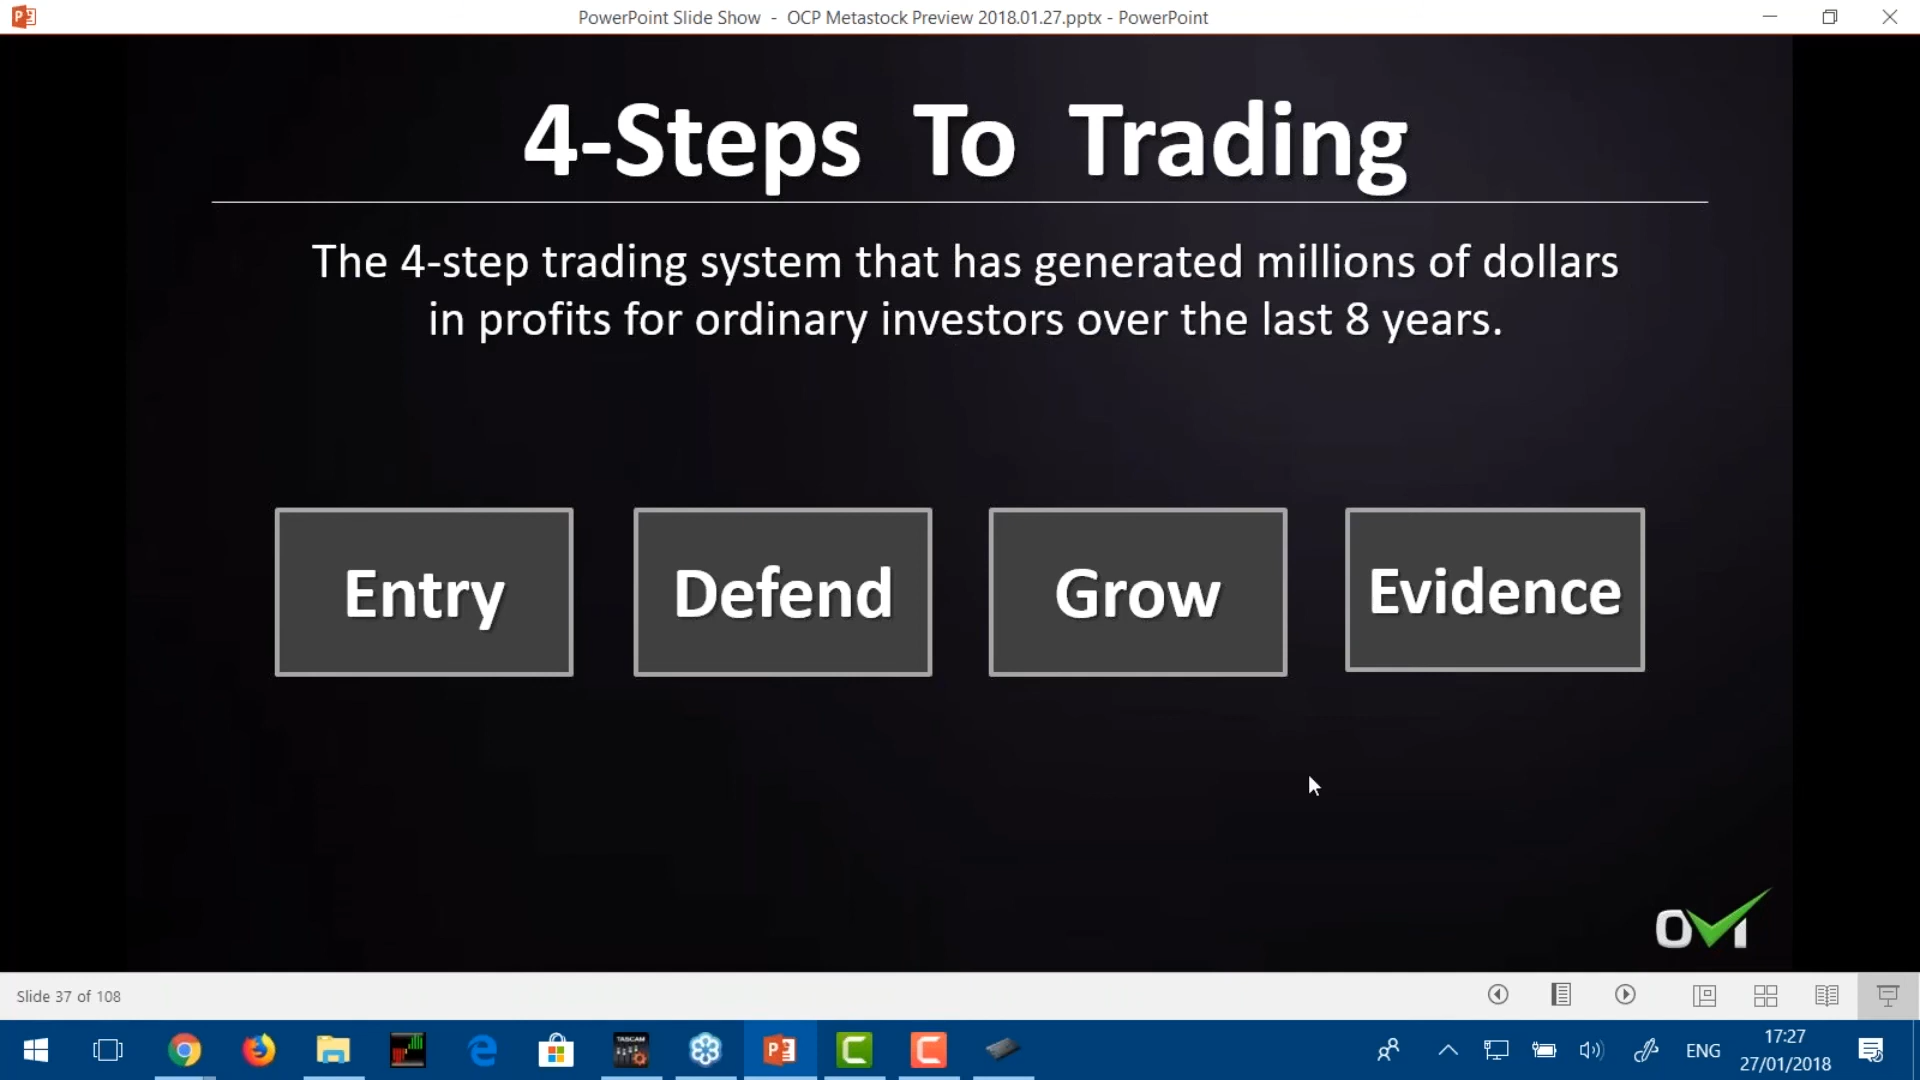 PowerPoint Slide Show - OCP Metastock Preview 2018.01.27.pptx - PowerPoint
4-Steps To Trading
The 4-step trading system that has generated millions of dollars
in profits for ordinary investors over the last 8 years.
Entry
Defend
Grow
Evidence
OVI
Slide 37 of 108
TASCAM
ENG
17:27
27/01/2018